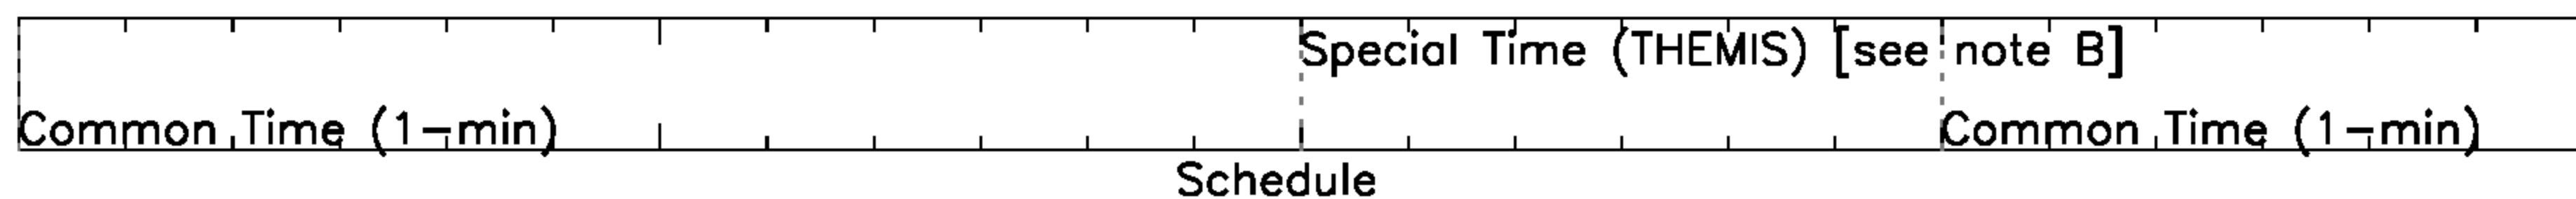 Special Time (THEMIS) [see note B]
Common Time (1-min) Common Time (1-min)
Schedule